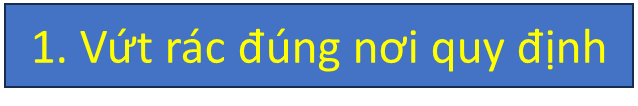 1. Vứt rác đúng nơi quy định